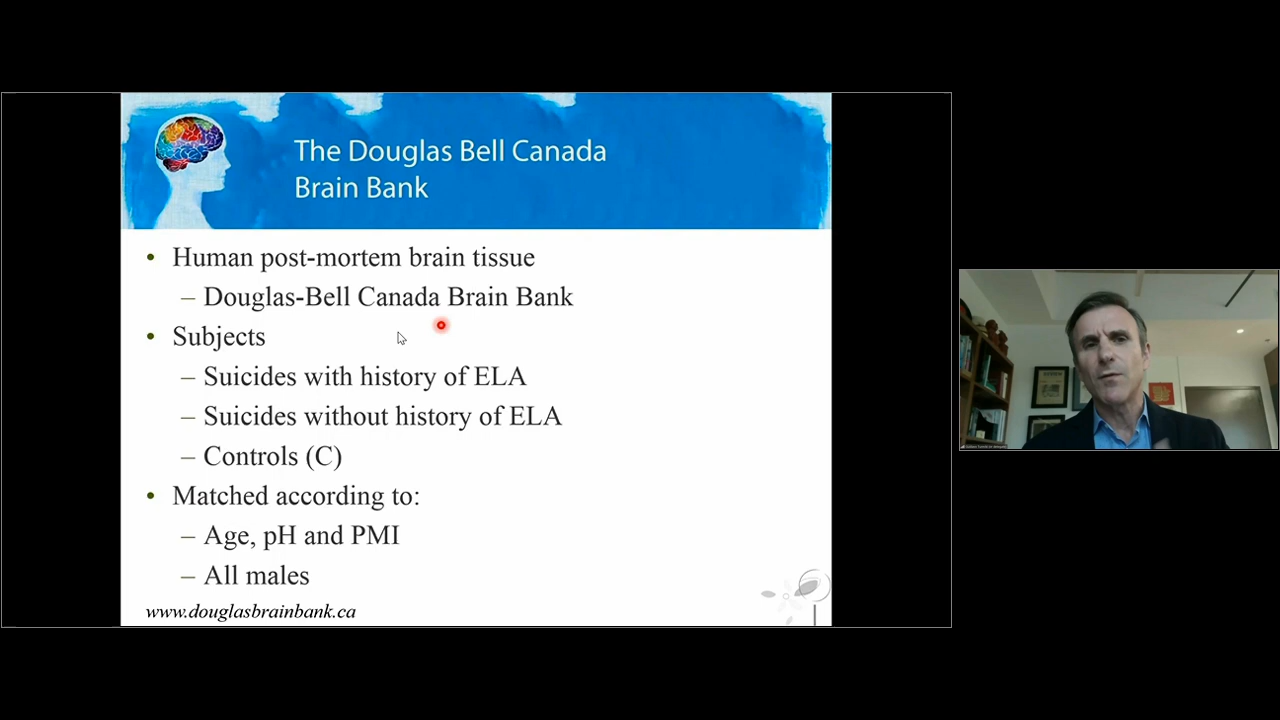 The Douglas Bell Canada
Brain Bank
• Human post-mortem brain tissue
– Douglas-Bell Canada Brain Bank
• Subjects
– Suicides with history of ELA
– Suicides without history of ELA
– Controls (C)
• Matched according to:
– Age, pH and PMI
– All males
www.douglasbrainbank.ca